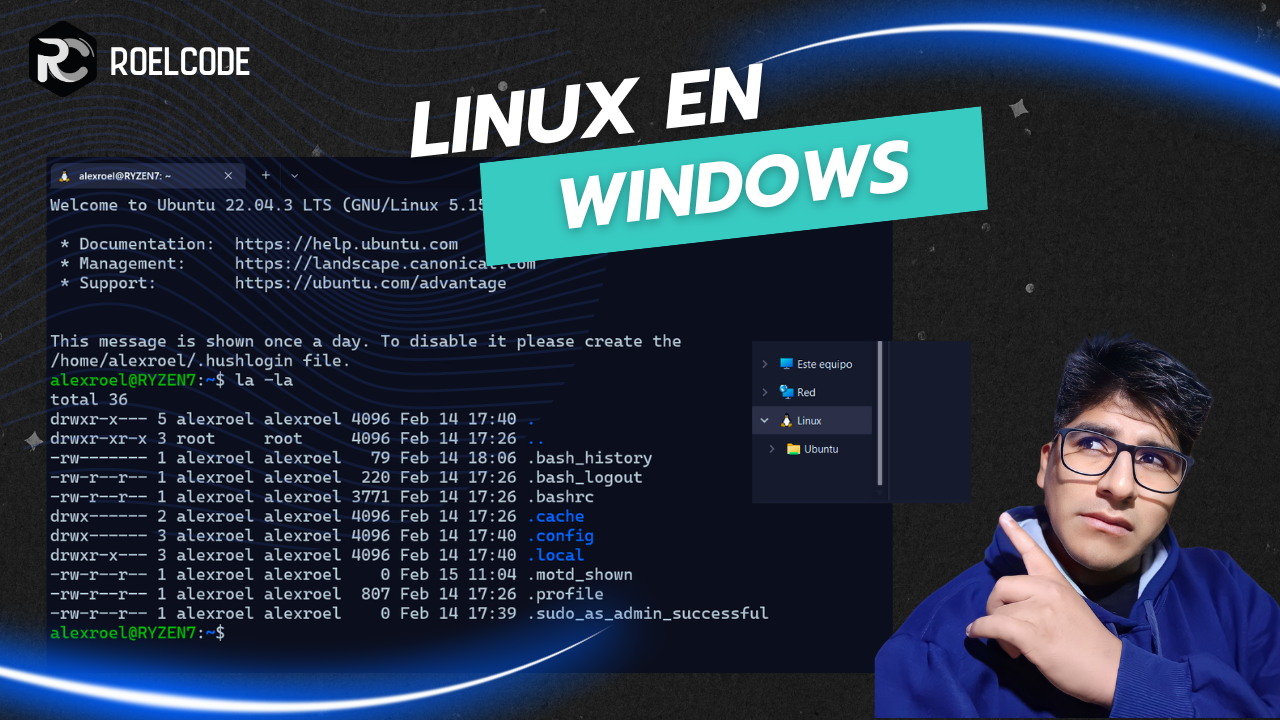 ROELCODE
LINUX EN
WINDOWS
alexroel@RYZEN7: ~
Welcome to Ubuntu 22.04.3 LTS (GNU/Linux 5.15
* Documentation: https://help.ubuntu.com
* Management: https://landscape.canonical.com
* Support: https://ubuntu.com/advantage
This message is shown once a day. To disable it please create the
/home/alexroel/.hushlogin file.
alexroel@RYZEN7:~$ la -la
total 36
drwxr-x--- 5 alexroel alexroel 4096 Feb 14 17:40 .
drwxr-xr-x 3 root root 4096 Feb 14 17:26 ..
-rw------- 1 alexroel alexroel 79 Feb 14 18:06 .bash_history
-rw-r--r-- 1 alexroel alexroel 220 Feb 14 17:26 .bash_logout
-rw-r--r-- 1 alexroel alexroel 3771 Feb 14 17:26 .bashrc
drwx------ 2 alexroel alexroel 4096 Feb 14 17:26 .cache
drwx------ 3 alexroel alexroel 4096 Feb 14 17:40 .config
drwxr-x--- 3 alexroel alexroel 4096 Feb 14 17:40 .local
-rw-r--r-- 1 alexroel alexroel 0 Feb 15 11:04 .motd_shown
-rw-r--r-- 1 alexroel alexroel 807 Feb 14 17:26 .profile
-rw-r--r-- 1 alexroel alexroel 0 Feb 14 17:39 .sudo_as_admin_successful
alexroel@RYZEN7:~$
Este equipo
Red
Linux
Ubuntu